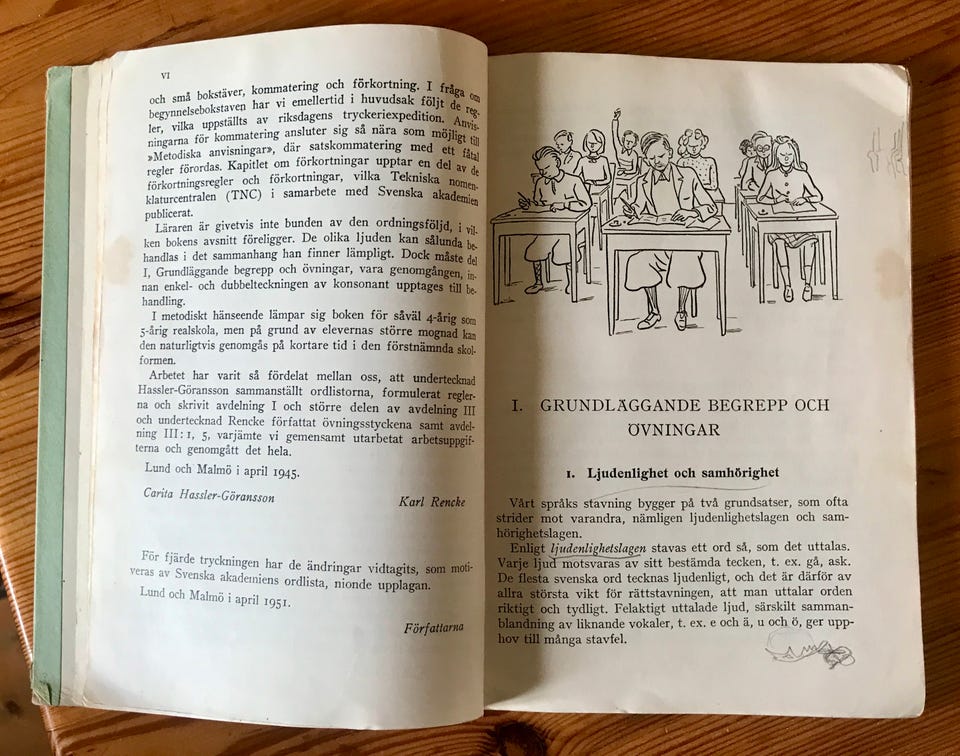 VI
och små bokstäver, kommatering och förkortning. I fråga om
begynnelsebokstaven har vi emellertid i huvudsak följt de reg-
ler, vilka uppställts av riksdagens tryckeriexpedition. Anvis-
ningarna för kommatering ansluter sig så nära som möjligt till
»Metodiska anvisningar», där satskommatering med ett fåtal
regler förordas. Kapitlet om förkortningar upptar en del av de
förkortningsregler och förkortningar, vilka Tekniska nomen-
klaturcentralen (TNC) i samarbete med Svenska akademien
publicerat.
Läraren är givetvis inte bunden av den ordningsföljd, i vil-
ken bokens avsnitt föreligger. De olika ljuden kan sålunda be-
handlas i det sammanhang han finner lämpligt. Dock måste del
I, Grundläggande begrepp och övningar, vara genomgången, in-
nan enkel- och dubbelteckningen av konsonant upptages till be-
handling.
I metodiskt hänseende lämpar sig boken för såväl 4-årig som
5-årig realskola, men på grund av elevernas större mognad kan
den naturligtvis genomgås på kortare tid i den förstnämnda skol-
formen.
Arbetet har varit så fördelat mellan oss, att undertecknad
Hassler-Göransson sammanställt ordlistorna, formulerat regler-
na och skrivit avdelning I och större delen av avdelning III
och undertecknad Rencke författat övningsstyckena samt avdel-
ning III: 1, 5, varjämte vi gemensamt utarbetat arbetsuppgif-
terna och genomgått det hela.
Lund och Malmö i april 1945.
Carita Hassler-Göransson Karl Rencke
För fjärde tryckningen har de ändringar vidtagits, som moti-
veras av Svenska akademiens ordlista, nionde upplagan.
Lund och Malmö i april 1951.
Författarna
I. GRUNDLÄGGANDE BEGREPP OCH
ÖVNINGAR
1. Ljudenlighet och samhörighet
Vårt språks stavning bygger på två grundsatser, som ofta
strider mot varandra, nämligen ljudenlighetslagen och sam-
hörighetslagen.
Enligt ljudenlighetslagen stavas ett ord så, som det uttalas.
Varje ljud motsvaras av sitt bestämda tecken, t. ex. gå, ask.
De flesta svenska ord tecknas ljudenligt, och det är därför av
allra största vikt för rättstavningen, att man uttalar orden
riktigt och tydligt. Felaktigt uttalade ljud, särskilt samman-
blandning av liknande vokaler, t. ex. e och ä, u och ö, ger upp-
hov till många stavfel.